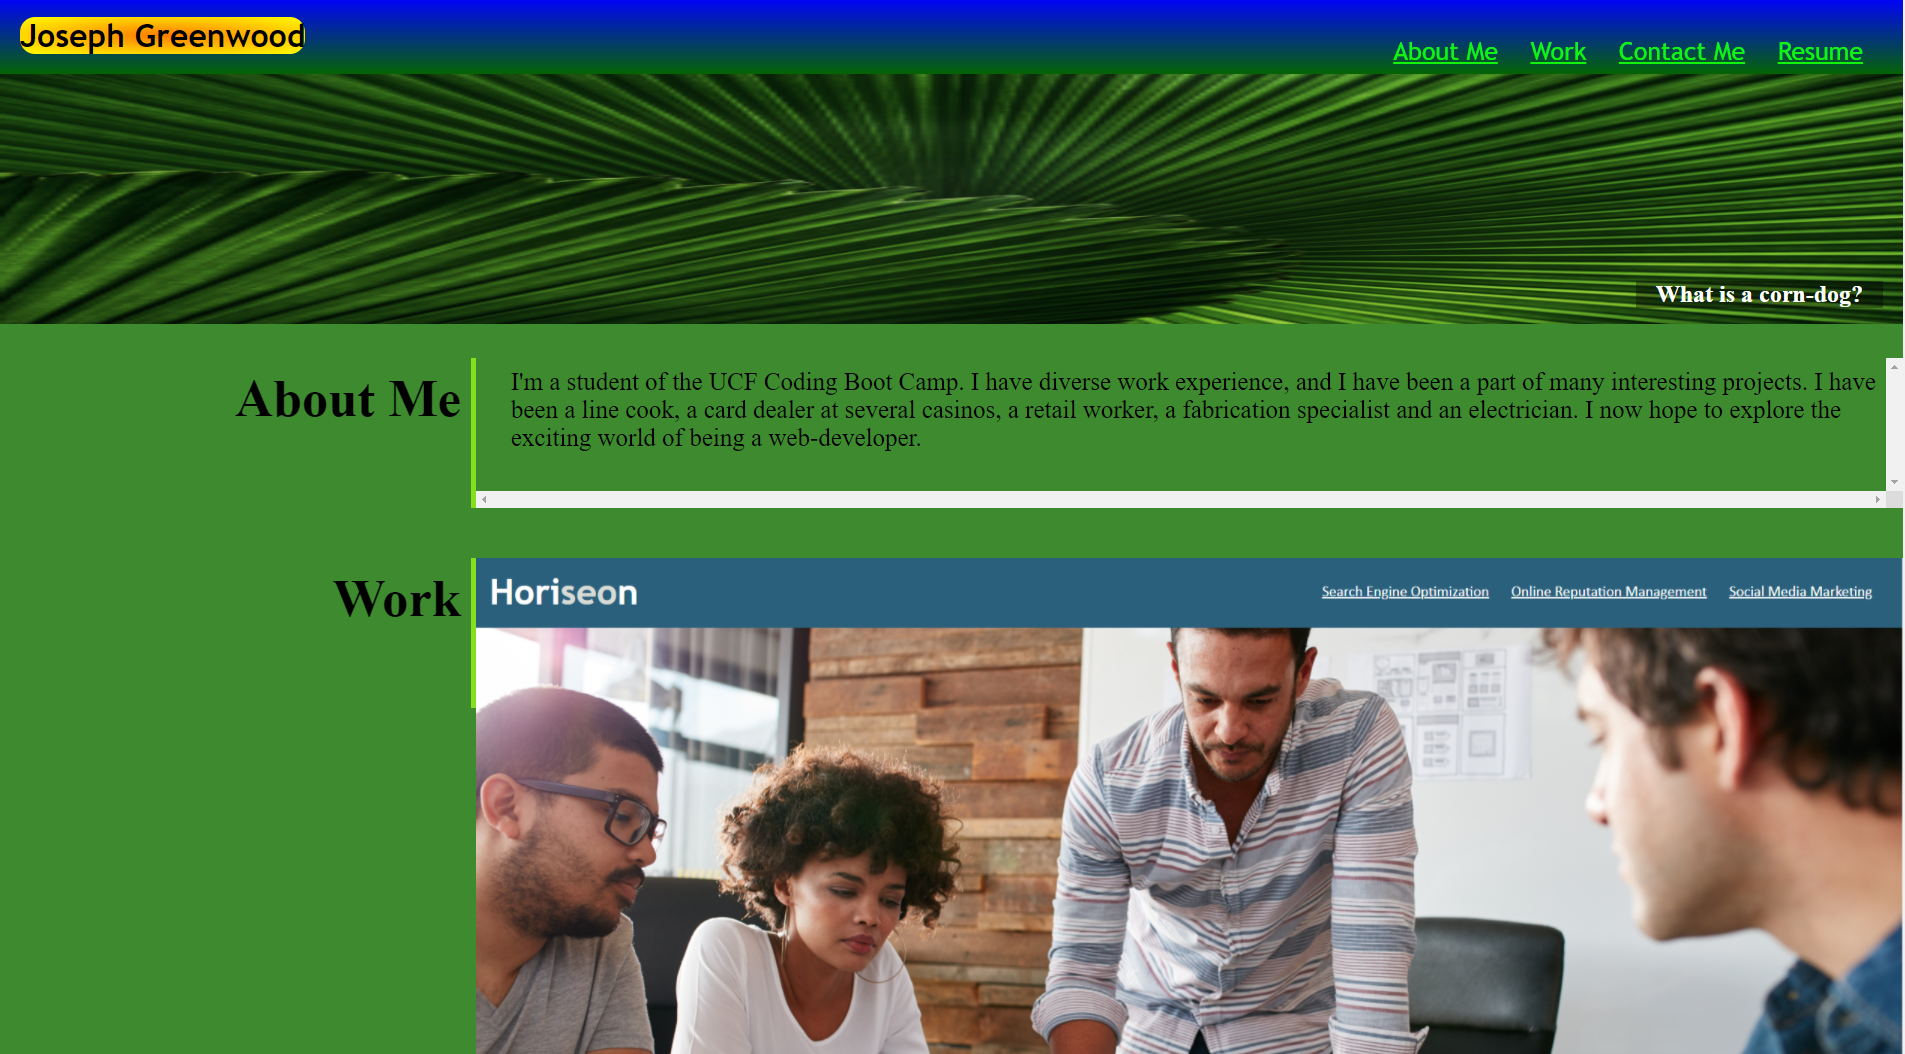 Joseph Greenwood
About Me Work Contact Me Resume
What is a corn-dog?
About Me
I'm a student of the UCF Coding Boot Camp. I have diverse work experience, and I have been a part of many interesting projects. I have
been a line cook, a card dealer at several casinos, a retail worker, a fabrication specialist and an electrician. I now hope to explore the
exciting world of being a web-developer.
Work
Horiseon
Search Engine Optimization Online Reputation Management Social Media Marketing